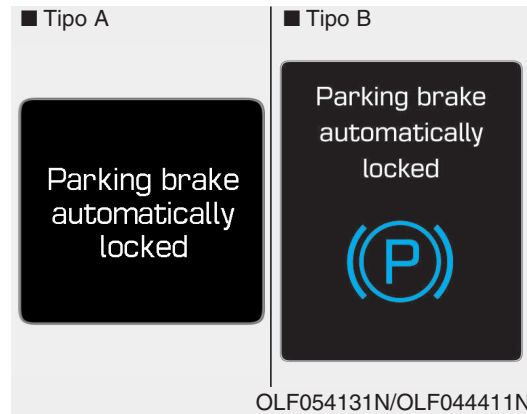 ■ Tipo A
Parking brake
automatically
locked
■ Tipo B
Parking brake
automatically
locked
P
OLF054131N/OLF044411N